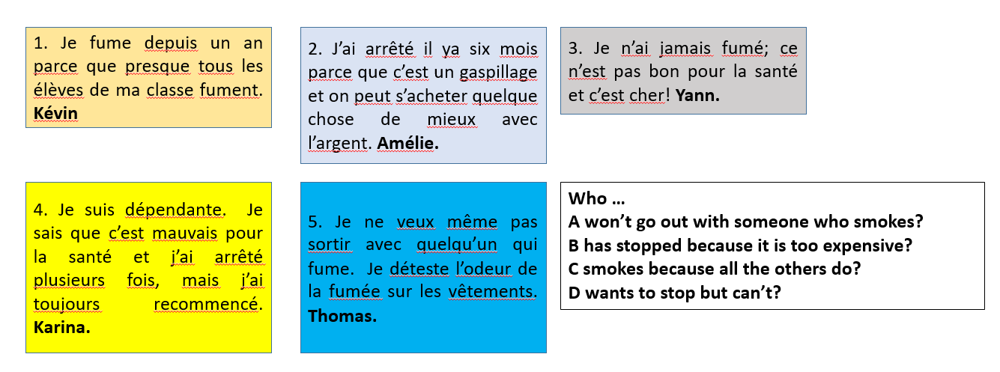 1. Je fume depuis un an
parce que presque tous les
élèves de ma classe fument.
Kévin
2. J’ai arrêté il ya six mois
parce que c’est un gaspillage
et on peut s’acheter quelque
chose de mieux avec
l’argent. Amélie.
3. Je n’ai jamais fumé; ce
n’est pas bon pour la santé
et c’est cher! Yann.
4. Je suis dépendante. Je
sais que c’est mauvais pour
la santé et j’ai arrêté
plusieurs fois, mais j’ai
toujours recommencé.
Karina.
5. Je ne veux même pas
sortir avec quelqu’un qui
fume. Je déteste l’odeur de
la fumée sur les vêtements.
Thomas.
Who …
A won’t go out with someone who smokes?
B has stopped because it is too expensive?
C smokes because all the others do?
D wants to stop but can’t?